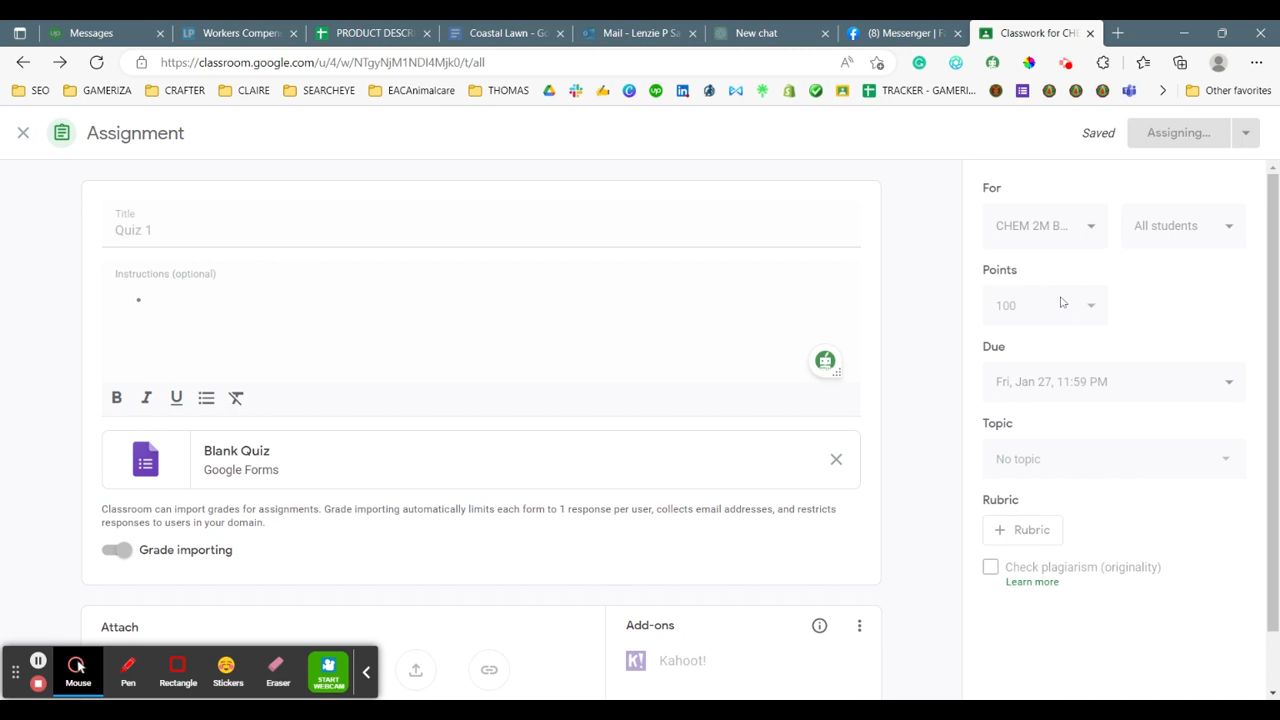 Messages
Workers Compen
PRODUCT DESCR
Coastal Lawn - Go
Mail - Lenzie P Sa
New chat
(8) Messenger | F
Classwork for CHE
https://classroom.google.com/u/4/w/NTgyNjM1NDI4Mjk0/t/all
SEO
GAMERIZA
CRAFTER
CLAIRE
SEARCHEYE
EACAnimalcare
THOMAS
TRACKER - GAMERI...
Other favorites
Assignment
Saved
Assigning...
Title
Quiz 1
Instructions (optional)
B I U
Blank Quiz
Google Forms
Classroom can import grades for assignments. Grade importing automatically limits each form to 1 response per user, collects email addresses, and restricts
responses to users in your domain.
Grade importing
Attach
Add-ons
K! Kahoot!
For
CHEM 2M B...
All students
Points
100
Due
Fri, Jan 27, 11:59 PM
Topic
No topic
Rubric
+ Rubric
Check plagiarism (originality)
Learn more
Mouse
Pen
Rectangle
Stickers
Eraser
START
WEBCAM